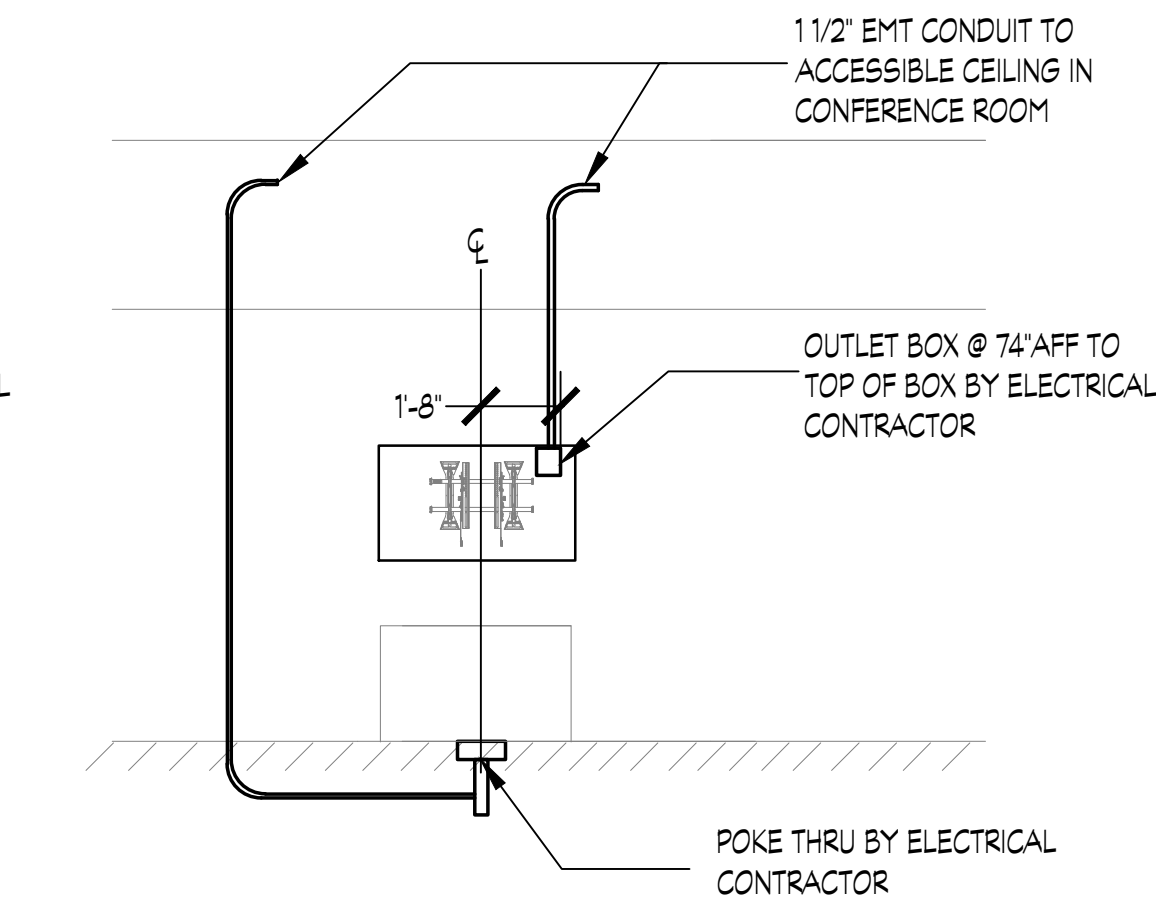 1 1/2" EMT CONDUIT TO
ACCESSIBLE CEILING IN
CONFERENCE ROOM
℄
OUTLET BOX @ 74"AFF TO
TOP OF BOX BY ELECTRICAL
CONTRACTOR
1'-8"
L
POKE THRU BY ELECTRICAL
CONTRACTOR